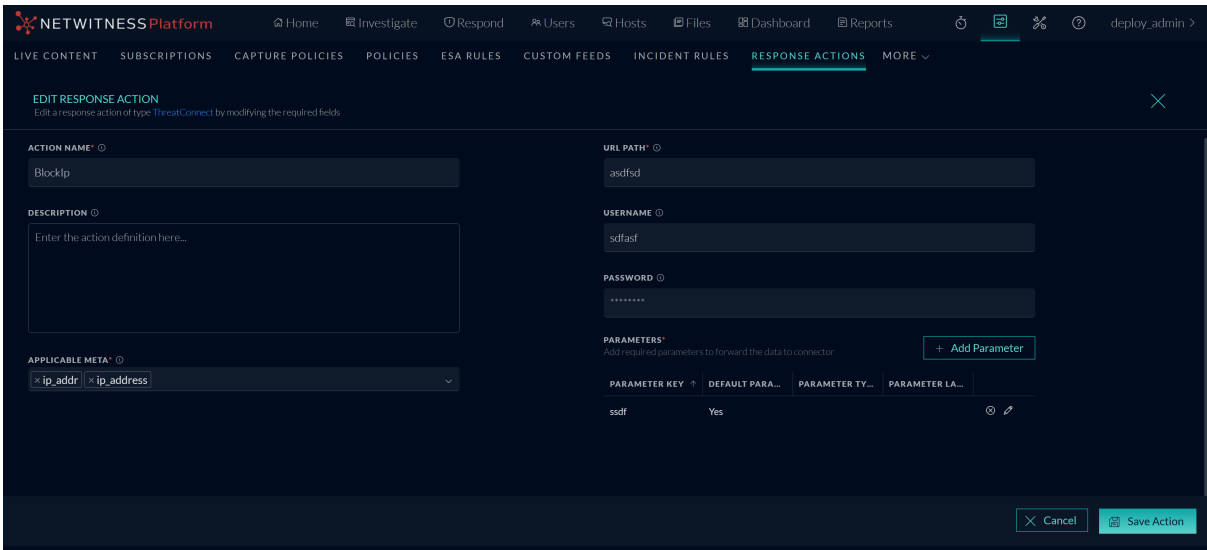 NETWITNESS Platform
Home Investigate Respond Users Hosts Files Dashboard Reports deploy_admin >
LIVE CONTENT SUBSCRIPTIONS CAPTURE POLICIES POLICIES ESA RULES CUSTOM FEEDS INCIDENT RULES RESPONSE ACTIONS MORE
EDIT RESPONSE ACTION
Edit a response action of type ThreatConnect by modifying the required fields
ACTION NAME*
BlockIp
DESCRIPTION
Enter the action definition here...
APPLICABLE META*
× ip_addr × ip_address
URL PATH*
asdfsd
USERNAME
sdfasf
PASSWORD
********
PARAMETERS*
Add required parameters to forward the data to connector
+ Add Parameter
PARAMETER KEY ↑ DEFAULT PARA... PARAMETER TY... PARAMETER LA...
ssdf Yes
Cancel Save Action